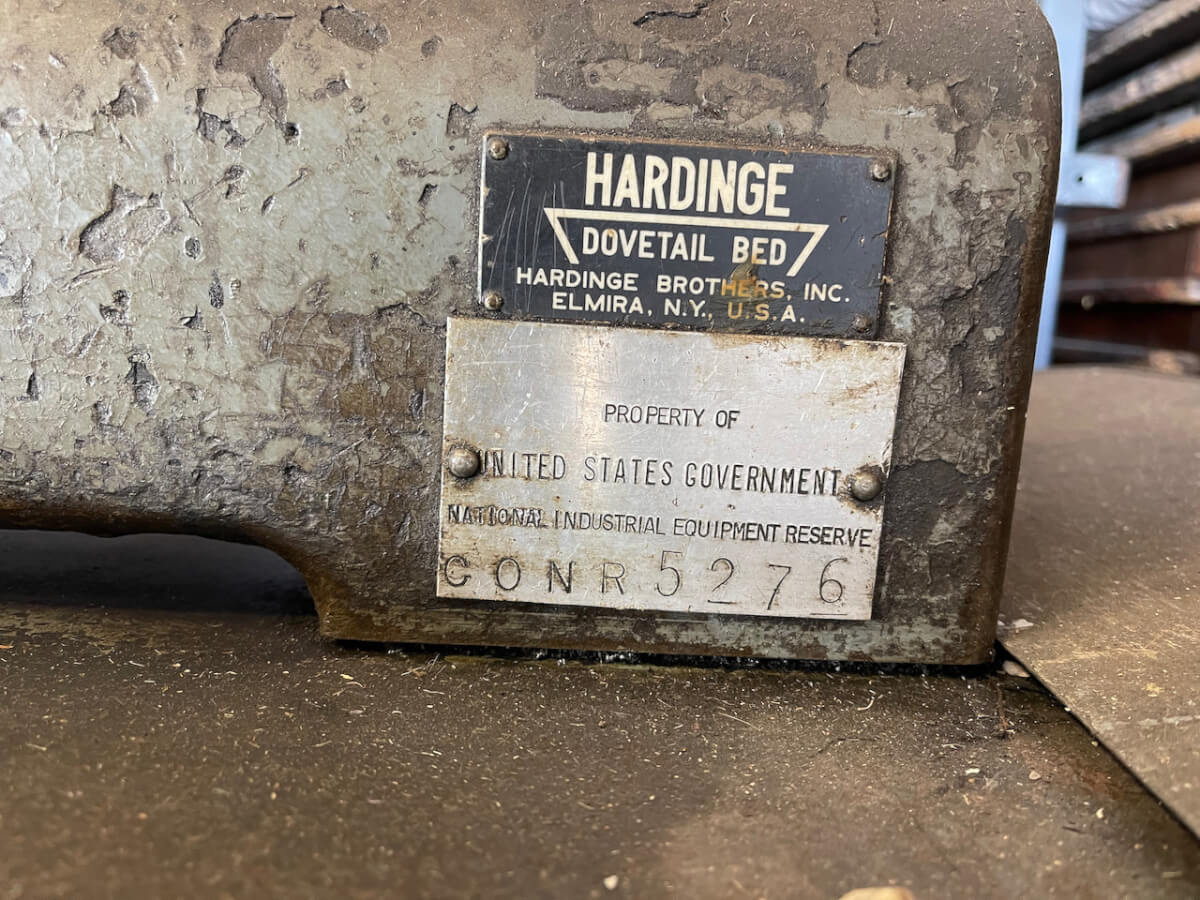 HARDINGE
DOVETAIL BED
HARDINGE BROTHERS, INC.
ELMIRA, N.Y., U.S.A.
PROPERTY OF
UNITED STATES GOVERNMENT
NATIONAL INDUSTRIAL EQUIPMENT RESERVE
CONR 5276